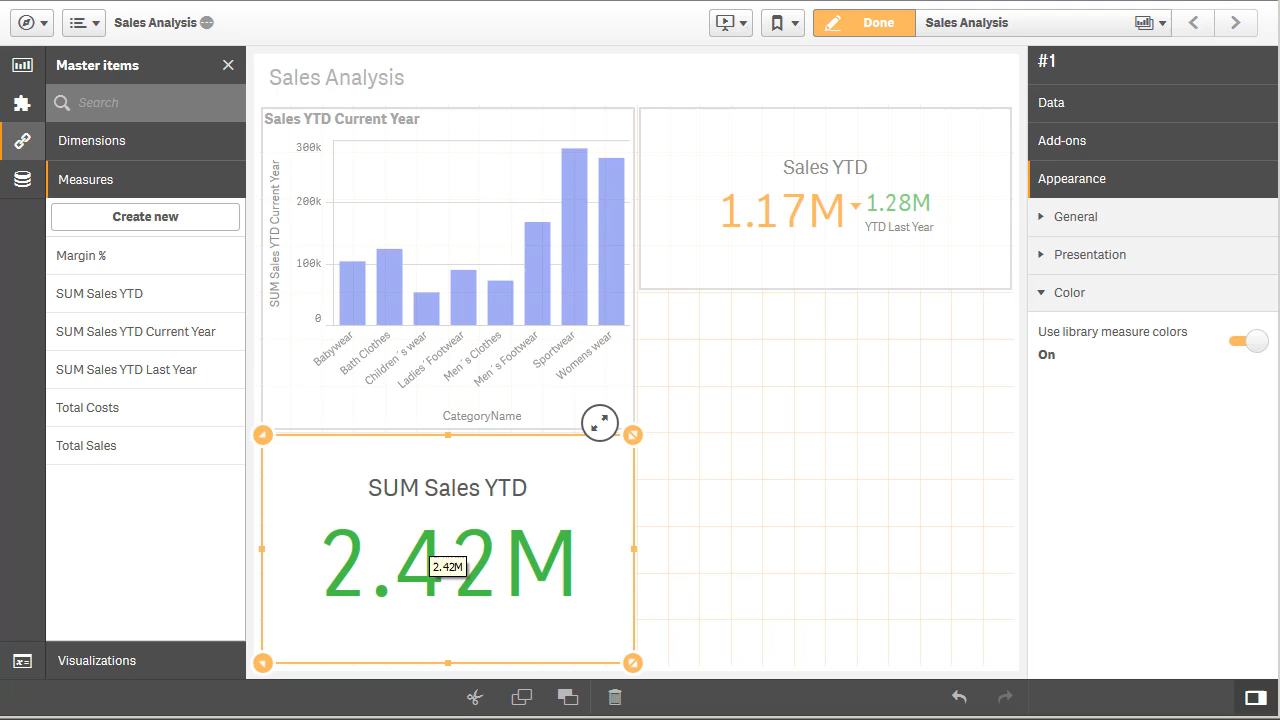 Sales Analysis
Done
Sales Analysis
Master items
Search
Dimensions
Measures
Create new
Margin %
SUM Sales YTD
SUM Sales YTD Current Year
SUM Sales YTD Last Year
Total Costs
Total Sales
Visualizations
Sales Analysis
Sales YTD Current Year
SUM Sales YTD Current Year
300k
200k
100k
0
Babywear
Bath Clothes
Children´s wear
Ladies´Footwear
Men´s Clothes
Men´s Footwear
Sportwear
Womens wear
CategoryName
Sales YTD
1.17M
1.28M
YTD Last Year
SUM Sales YTD
2.42M
2.42M
#1
Data
Add-ons
Appearance
General
Presentation
Color
Use library measure colors
On